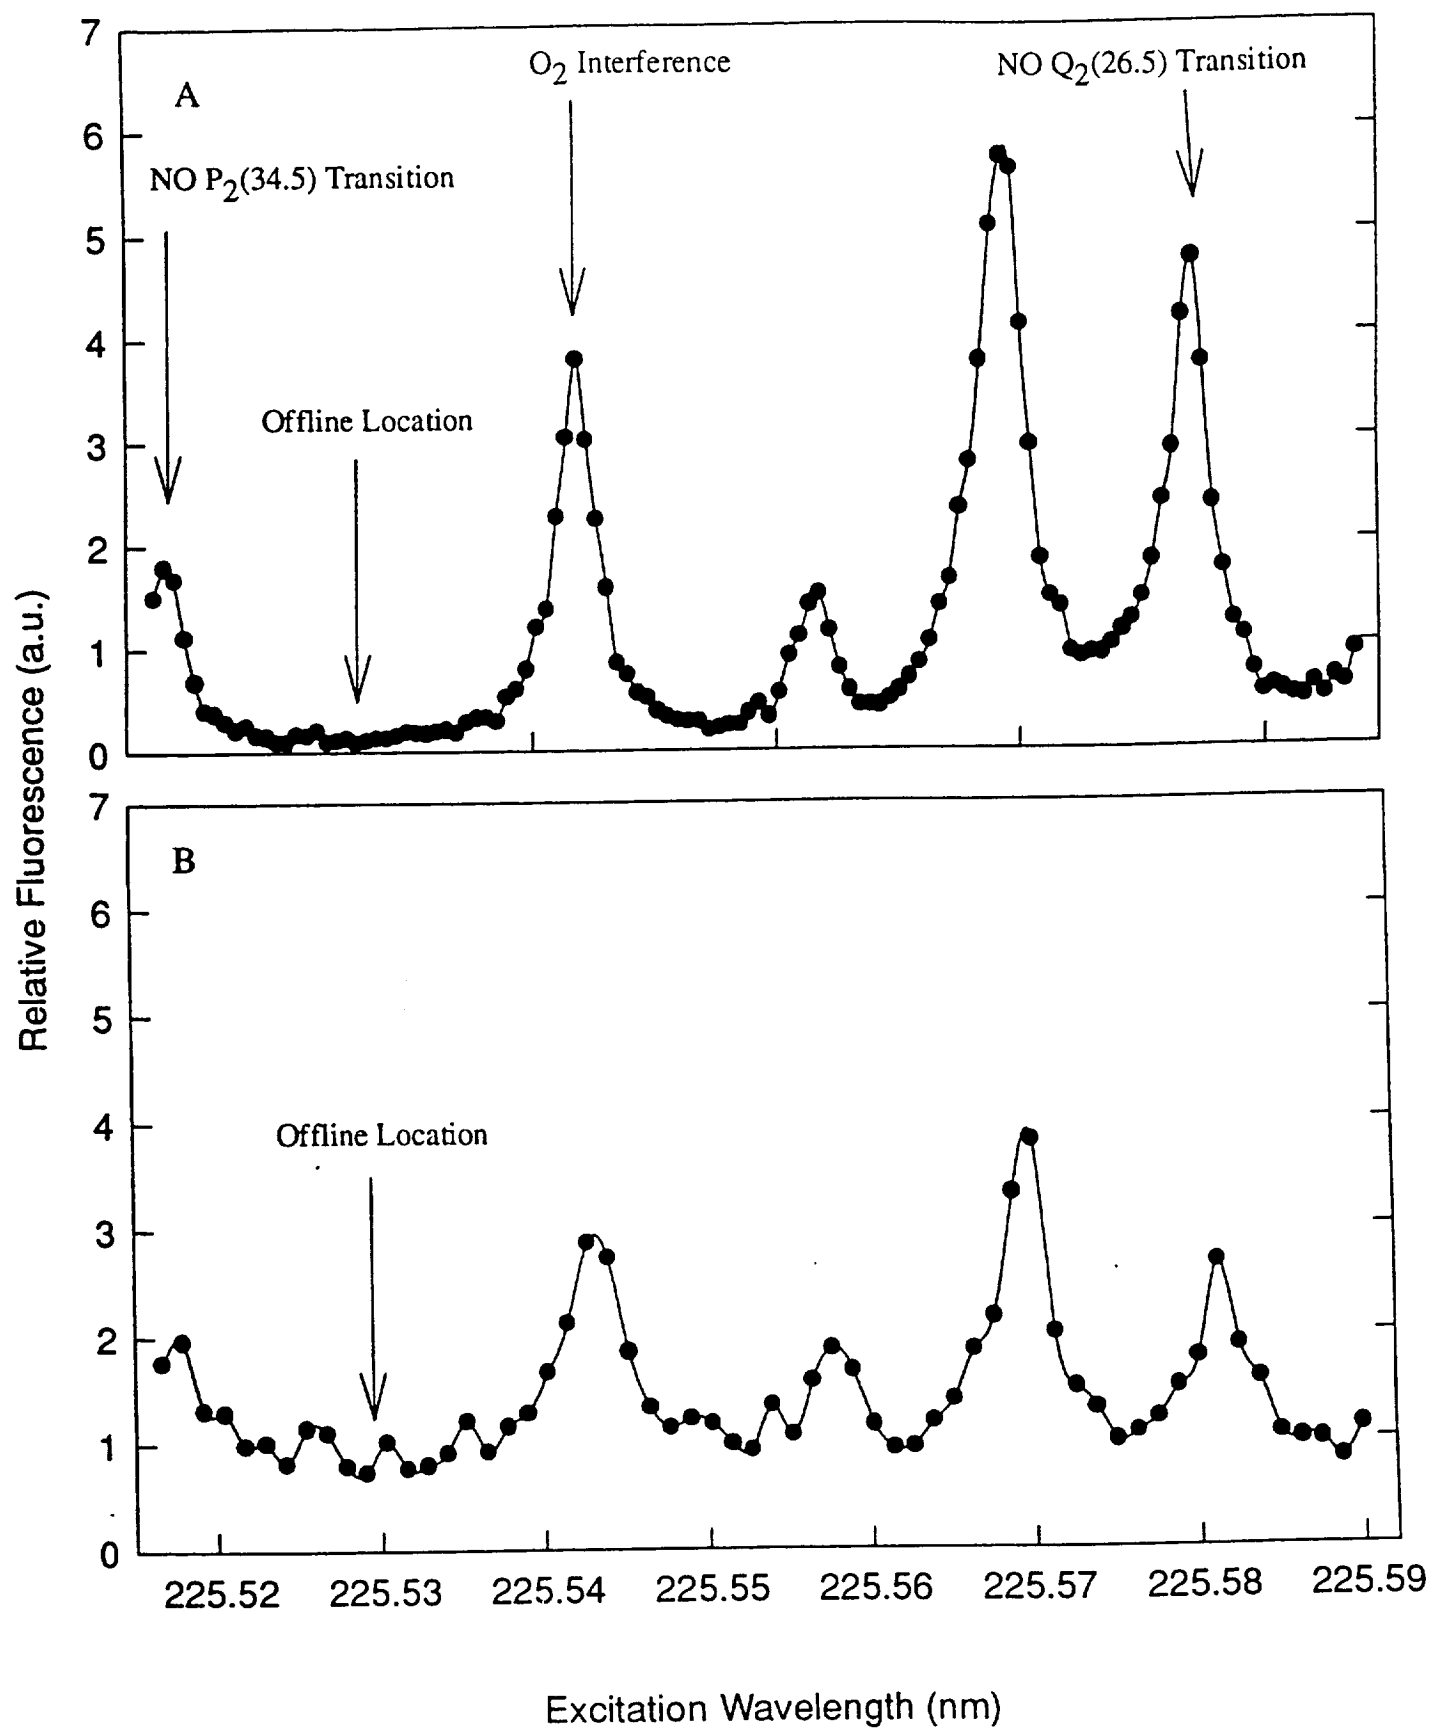 7
A
O2 Interference
NO Q2(26.5) Transition
6
NO P2(34.5) Transition
5
4
Offline Location
3
2
1
0
Relative Fluorescence (a.u.)
7
B
6
5
4
Offline Location
3
2
1
0
225.52 225.53 225.54 225.55 225.56 225.57 225.58 225.59
Excitation Wavelength (nm)